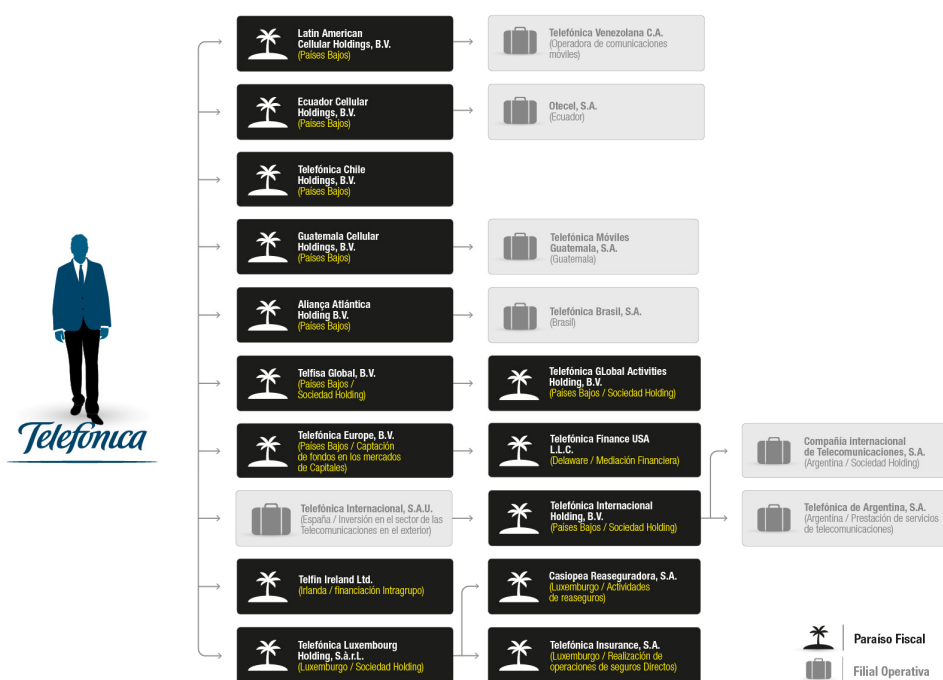 Latin American
Cellular Holdings, B.V.
(Países Bajos)
Telefónica Venezolana C.A.
(Operadora de comunicaciones
móviles)
Ecuador Cellular
Holdings, B.V.
(Países Bajos)
Otecel, S.A.
(Ecuador)
Telefónica Chile
Holdings, B.V.
(Países Bajos)
Guatemala Cellular
Holdings, B.V.
(Países Bajos)
Telefónica Móviles
Guatemala, S.A.
(Guatemala)
Aliança Atlántica
Holding B.V.
(Países Bajos)
Telefónica Brasil, S.A.
(Brasil)
Telfisa Global, B.V.
(Países Bajos /
Sociedad Holding)
Telefónica GLobal Activities
Holding, B.V.
(Países Bajos / Sociedad Holding)
Telefónica
Telefónica Europe, B.V.
(Países Bajos / Captación
de fondos en los mercados
de Capitales)
Telefónica Finance USA
L.L.C.
(Delaware / Mediación Financiera)
Compañía internacional
de Telecomunicaciones, S.A.
(Argentina / Sociedad Holding)
Telefónica Internacional, S.A.U.
(España / Inversión en el sector de las
Telecomunicaciones en el exterior)
Telefónica Internacional
Holding, B.V.
(Países Bajos / Sociedad Holding)
Telefónica de Argentina, S.A.
(Argentina / Prestación de servicios
de telecomunicaciones)
Telfin Ireland Ltd.
(Irlanda / financiación Intragrupo)
Casiopea Reaseguradora, S.A.
(Luxemburgo / Actividades
de reaseguros)
Telefónica Luxembourg
Holding, S.à.r.L.
(Luxemburgo / Sociedad Holding)
Telefónica Insurance, S.A.
(Luxemburgo / Realización de
operaciones de seguros Directos)
Paraíso Fiscal
Filial Operativa